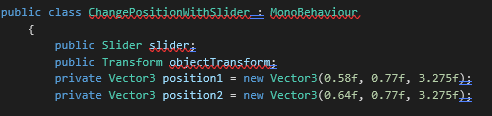 public class ChangePositionWithSlider : MonoBehaviour
{
public Slider slider;
public Transform objectTransform;
private Vector3 position1 = new Vector3(0.58f, 0.77f, 3.275f);
private Vector3 position2 = new Vector3(0.64f, 0.77f, 3.275f);